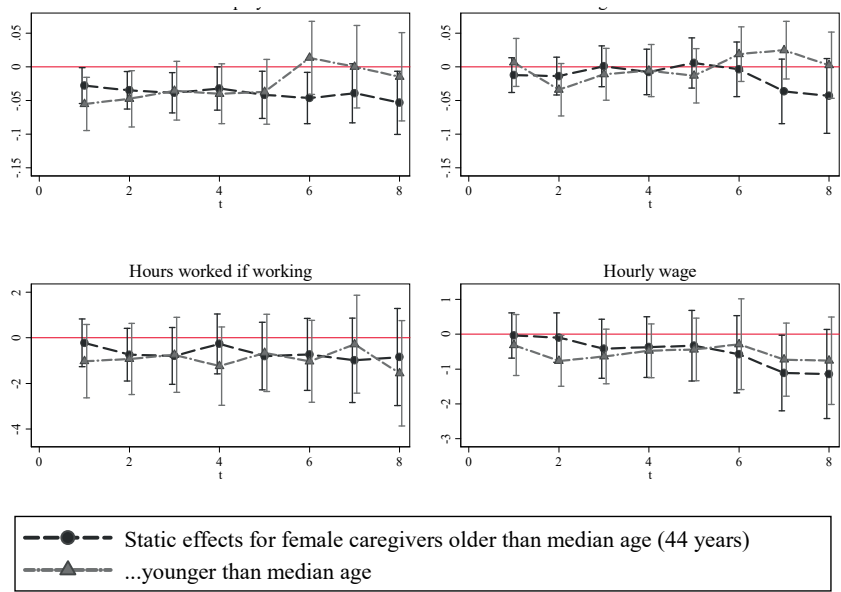 .05
0
-.05
-.1
-.15
0 2 4 6 8
t
.05
0
-.05
-.1
-.15
0 2 4 6 8
t
Hours worked if working
2
0
-2
-4
0 2 4 6 8
t
Hourly wage
1
0
-1
-2
-3
0 2 4 6 8
t
Static effects for female caregivers older than median age (44 years)
...younger than median age